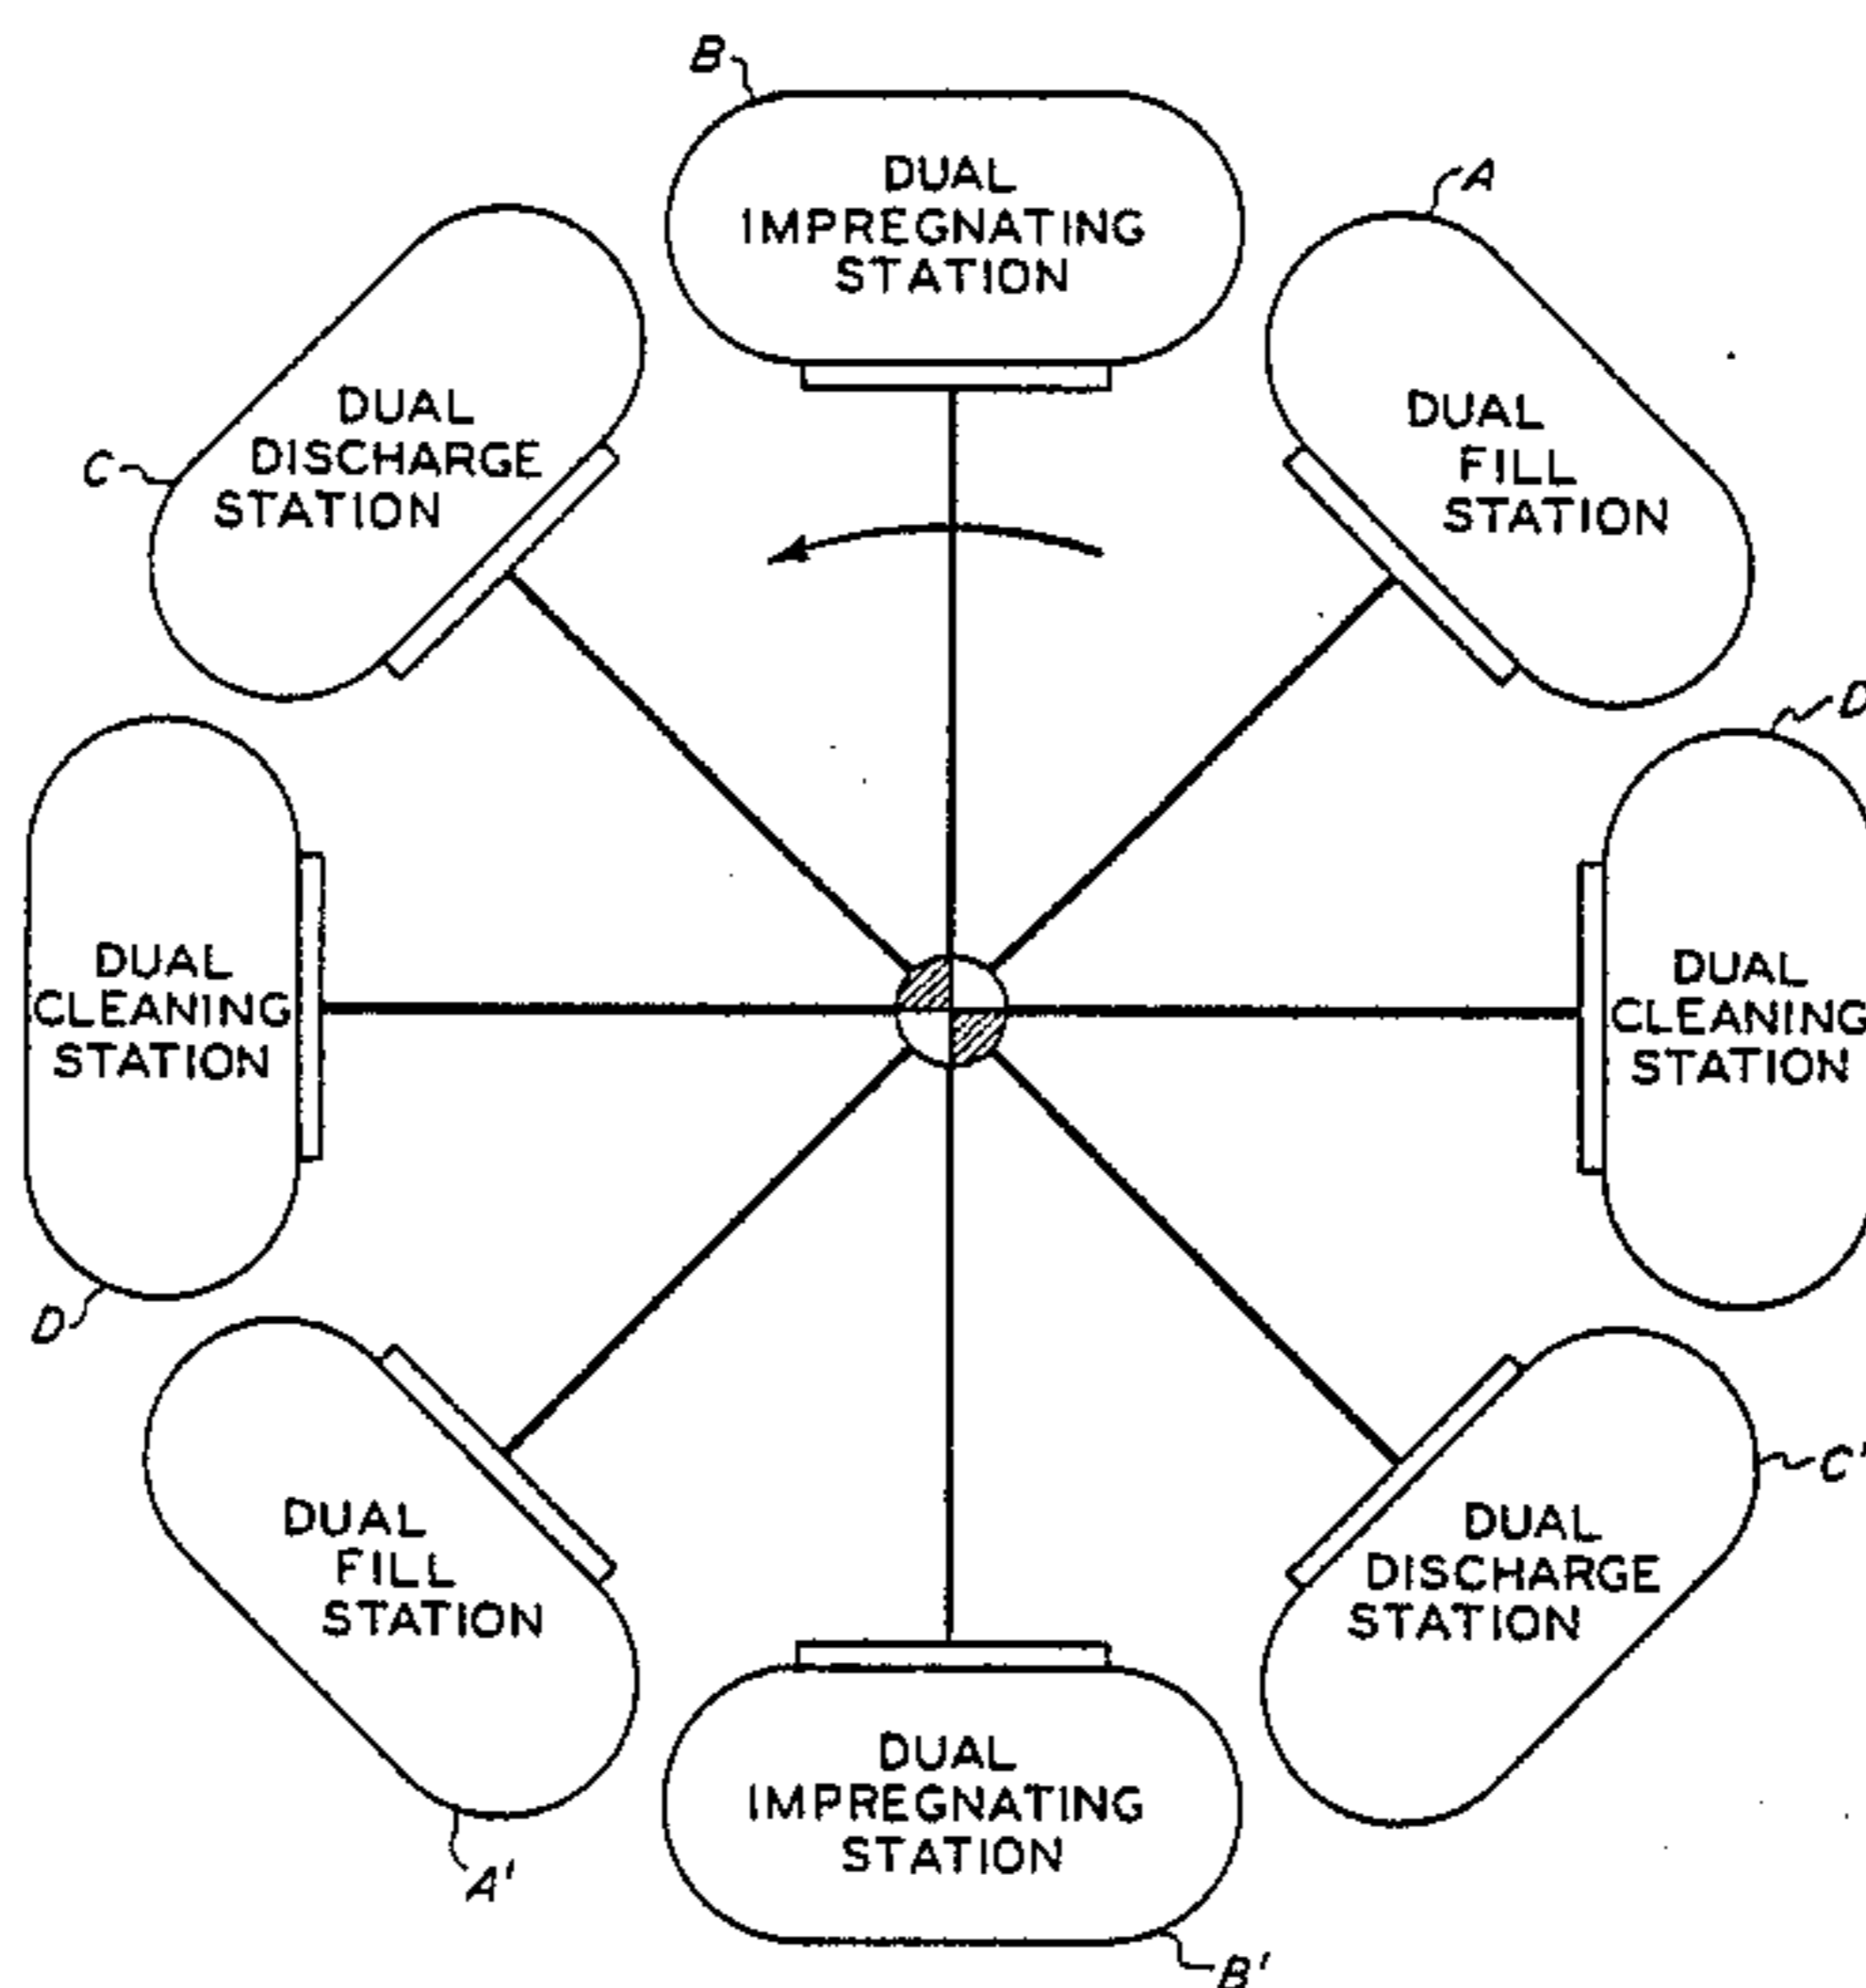 B
DUAL
IMPREGNATING
STATION
A
DUAL
FILL
STATION
C
DUAL
DISCHARGE
STATION
D
DUAL
CLEANING
STATION
D
DUAL
CLEANING
STATION
A'
DUAL
FILL
STATION
C'
DUAL
DISCHARGE
STATION
B'
DUAL
IMPREGNATING
STATION